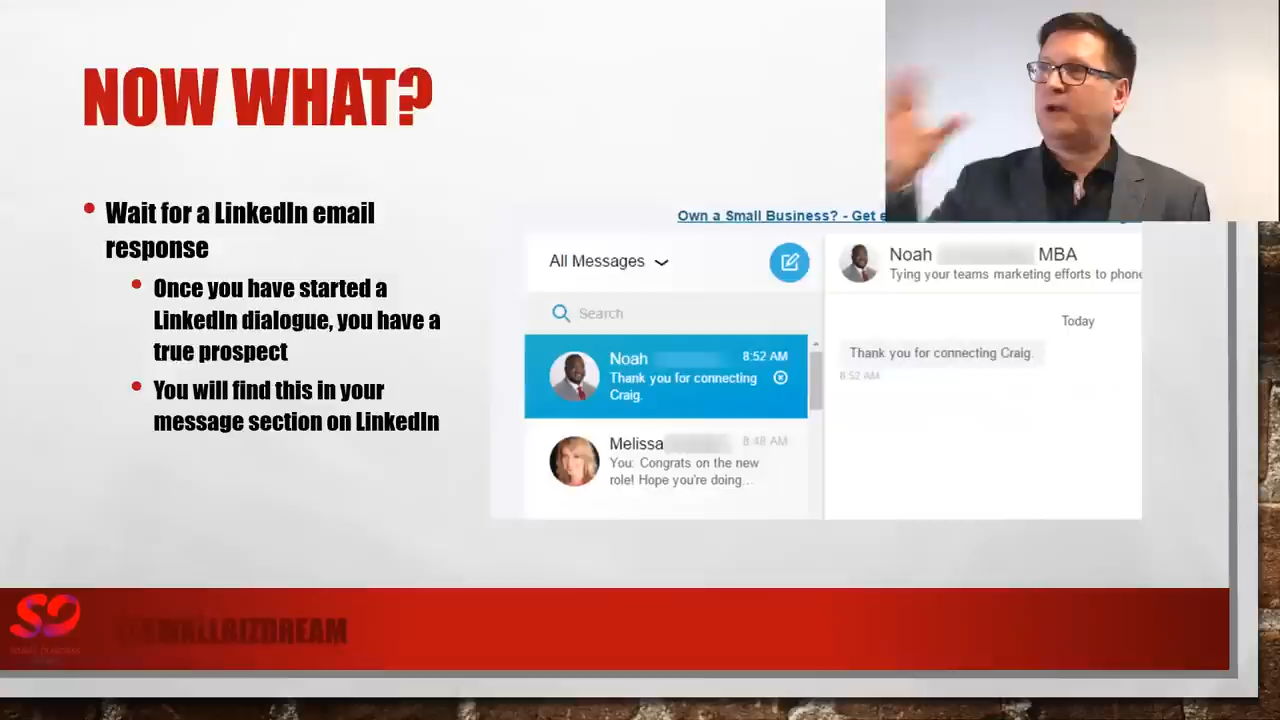 NOW WHAT?
• Wait for a LinkedIn email
response
• Once you have started a
LinkedIn dialogue, you have a
true prospect
• You will find this in your
message section on LinkedIn
Own a Small Business? - Get
All Messages
Search
Noah
8:52 AM
Thank you for connecting
Craig.
Melissa
8:48 AM
You: Congrats on the new
role! Hope you're doing...
Noah MBA
Tying your teams marketing efforts to phone
Today
Thank you for connecting Craig.
8:52 AM